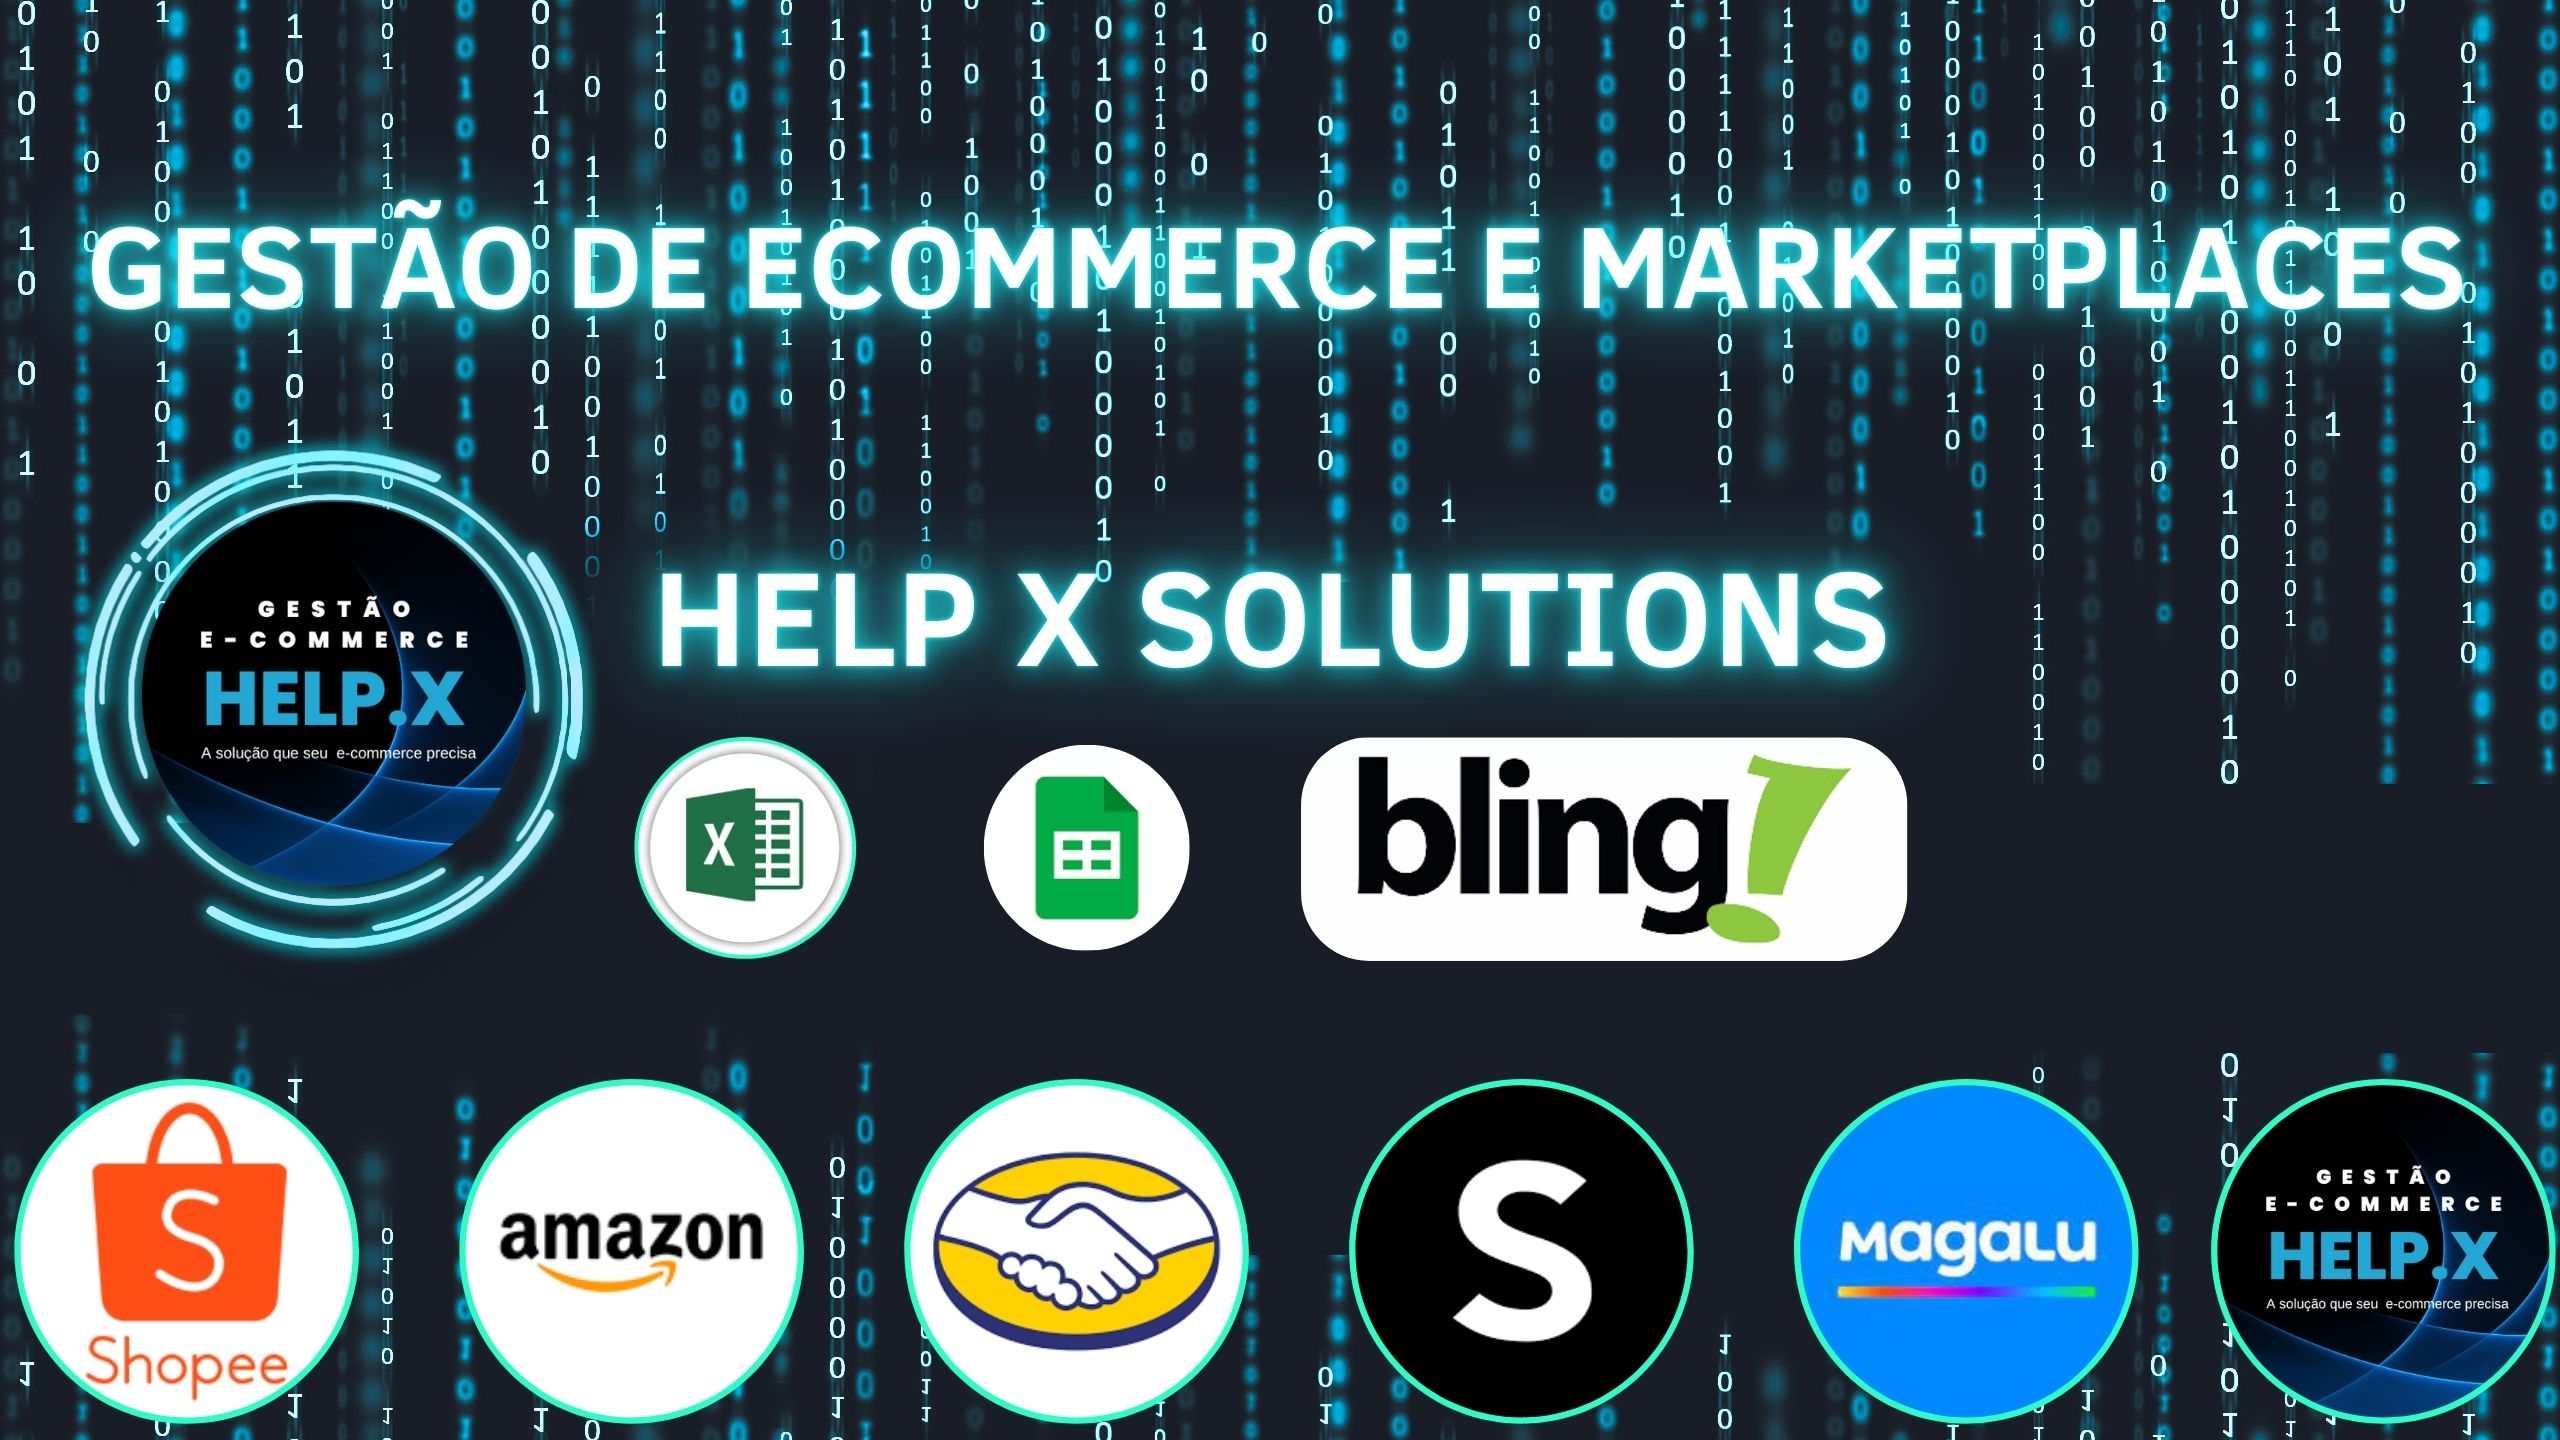 GESTÃO DE ECOMMERCE E MARKETPLACES
HELP X SOLUTIONS
GESTÃO
E-COMMERCE
HELP.X
A solução que seu e-commerce precisa
X
bling!
S
Shopee
amazon
S
Magalu
GESTÃO
E-COMMERCE
HELP.X
A solução que seu e-commerce precisa